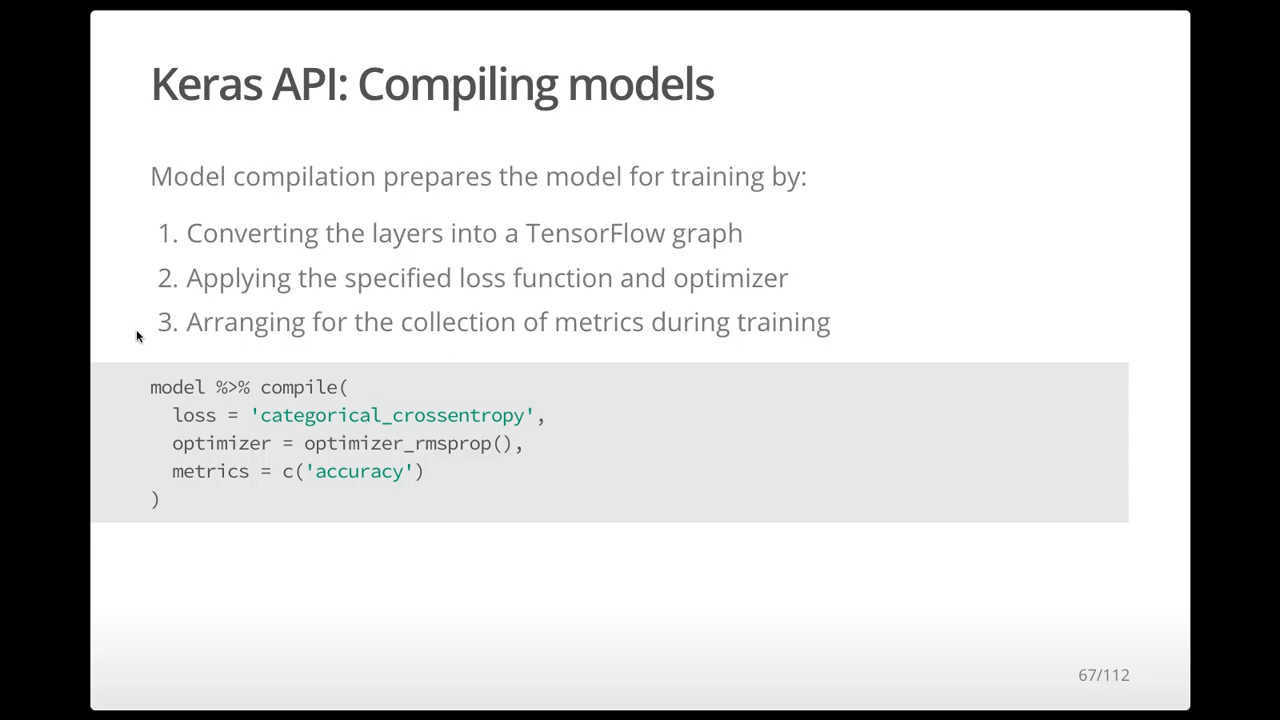 Keras API: Compiling models
Model compilation prepares the model for training by:
1. Converting the layers into a TensorFlow graph
2. Applying the specified loss function and optimizer
3. Arranging for the collection of metrics during training
model %>% compile(
  loss = 'categorical_crossentropy',
  optimizer = optimizer_rmsprop(),
  metrics = c('accuracy')
)
67/112